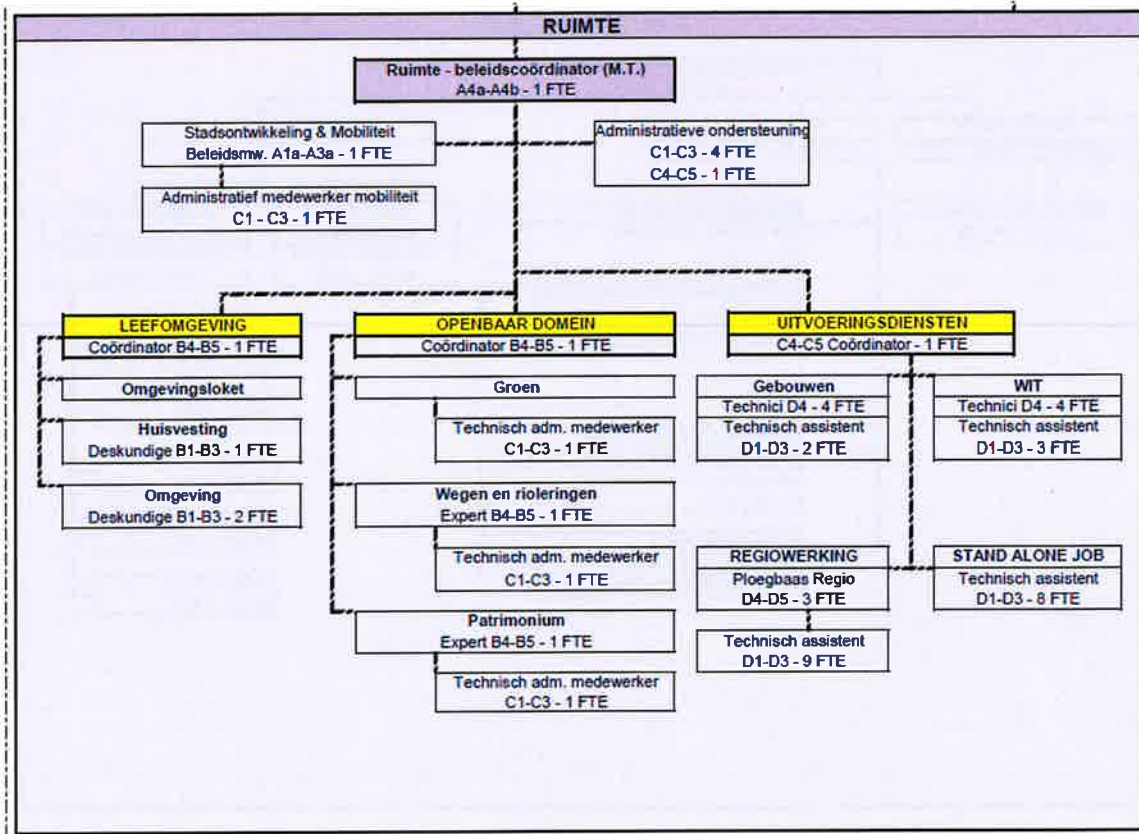 RUIMTE
Ruimte - beleidscoördinator (M.T.)
A4a-A4b - 1 FTE
Stadsontwikkeling & Mobiliteit
Beleidsmw. A1a-A3a - 1 FTE
Administratieve ondersteuning
C1-C3 - 4 FTE
C4-C5 - 1 FTE
Administratief medewerker mobiliteit
C1 - C3 - 1 FTE
LEEFOMGEVING
Coördinator B4-B5 - 1 FTE
Omgevingsloket
Huisvesting
Deskundige B1-B3 - 1 FTE
Omgeving
Deskundige B1-B3 - 2 FTE
OPENBAAR DOMEIN
Coördinator B4-B5 - 1 FTE
Groen
Technisch adm. medewerker
C1-C3 - 1 FTE
Wegen en rioleringen
Expert B4-B5 - 1 FTE
Technisch adm. medewerker
C1-C3 - 1 FTE
Patrimonium
Expert B4-B5 - 1 FTE
Technisch adm. medewerker
C1-C3 - 1 FTE
UITVOERINGSDIENSTEN
C4-C5 Coördinator - 1 FTE
Gebouwen
Technici D4 - 4 FTE
Technisch assistent
D1-D3 - 2 FTE
WIT
Technici D4 - 4 FTE
Technisch assistent
D1-D3 - 3 FTE
REGIOWERKING
Ploegbaas Regio
D4-D5 - 3 FTE
Technisch assistent
D1-D3 - 9 FTE
STAND ALONE JOB
Technisch assistent
D1-D3 - 8 FTE